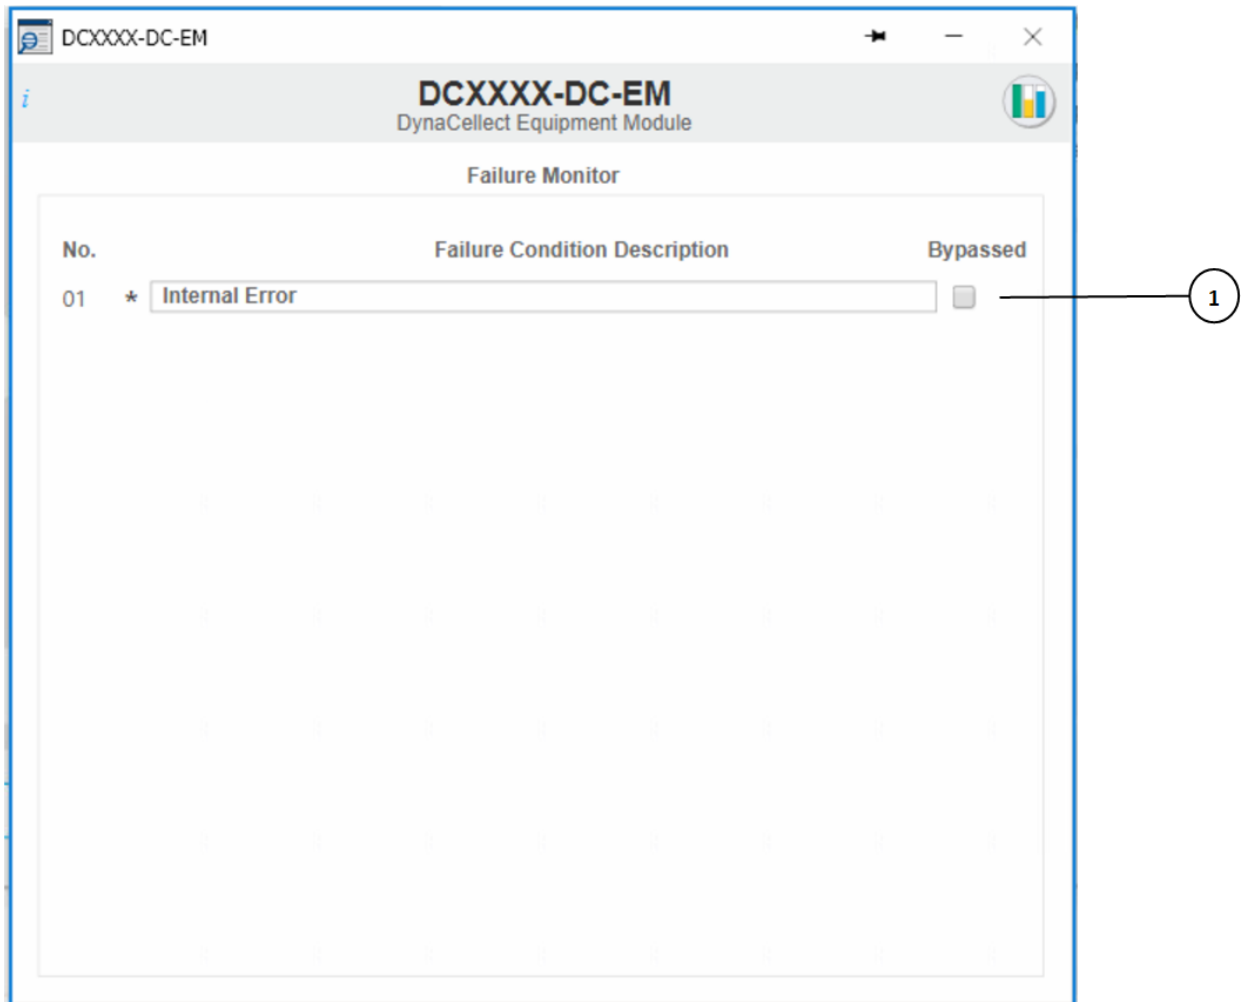 DCXXXX-DC-EM
i
DCXXXX-DC-EM
DynaCellect Equipment Module
Failure Monitor
No. Failure Condition Description Bypassed
01 * Internal Error
1